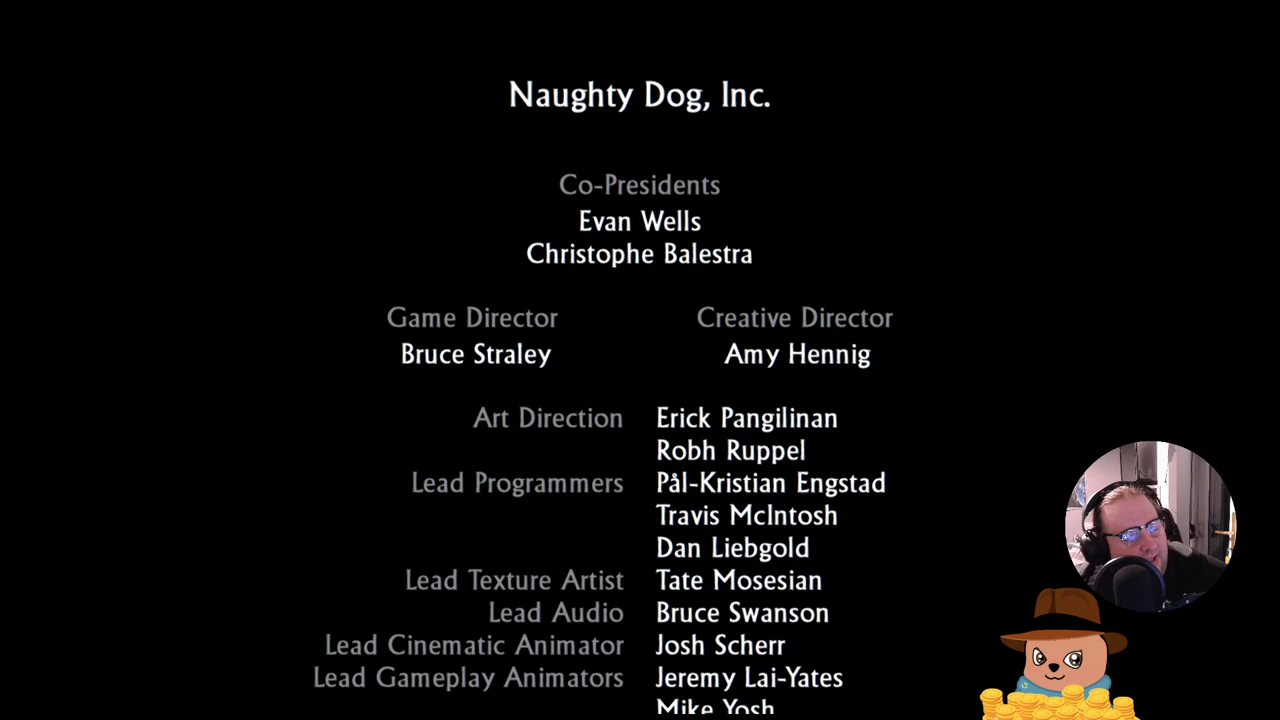 Naughty Dog, Inc.
Co-Presidents
Evan Wells
Christophe Balestra
Game Director Creative Director
Bruce Straley Amy Hennig
Art Direction Erick Pangilinan
Robh Ruppel
Lead Programmers Pål-Kristian Engstad
Travis McIntosh
Dan Liebgold
Lead Texture Artist Tate Mosesian
Lead Audio Bruce Swanson
Lead Cinematic Animator Josh Scherr
Lead Gameplay Animators Jeremy Lai-Yates
Mike Yosh